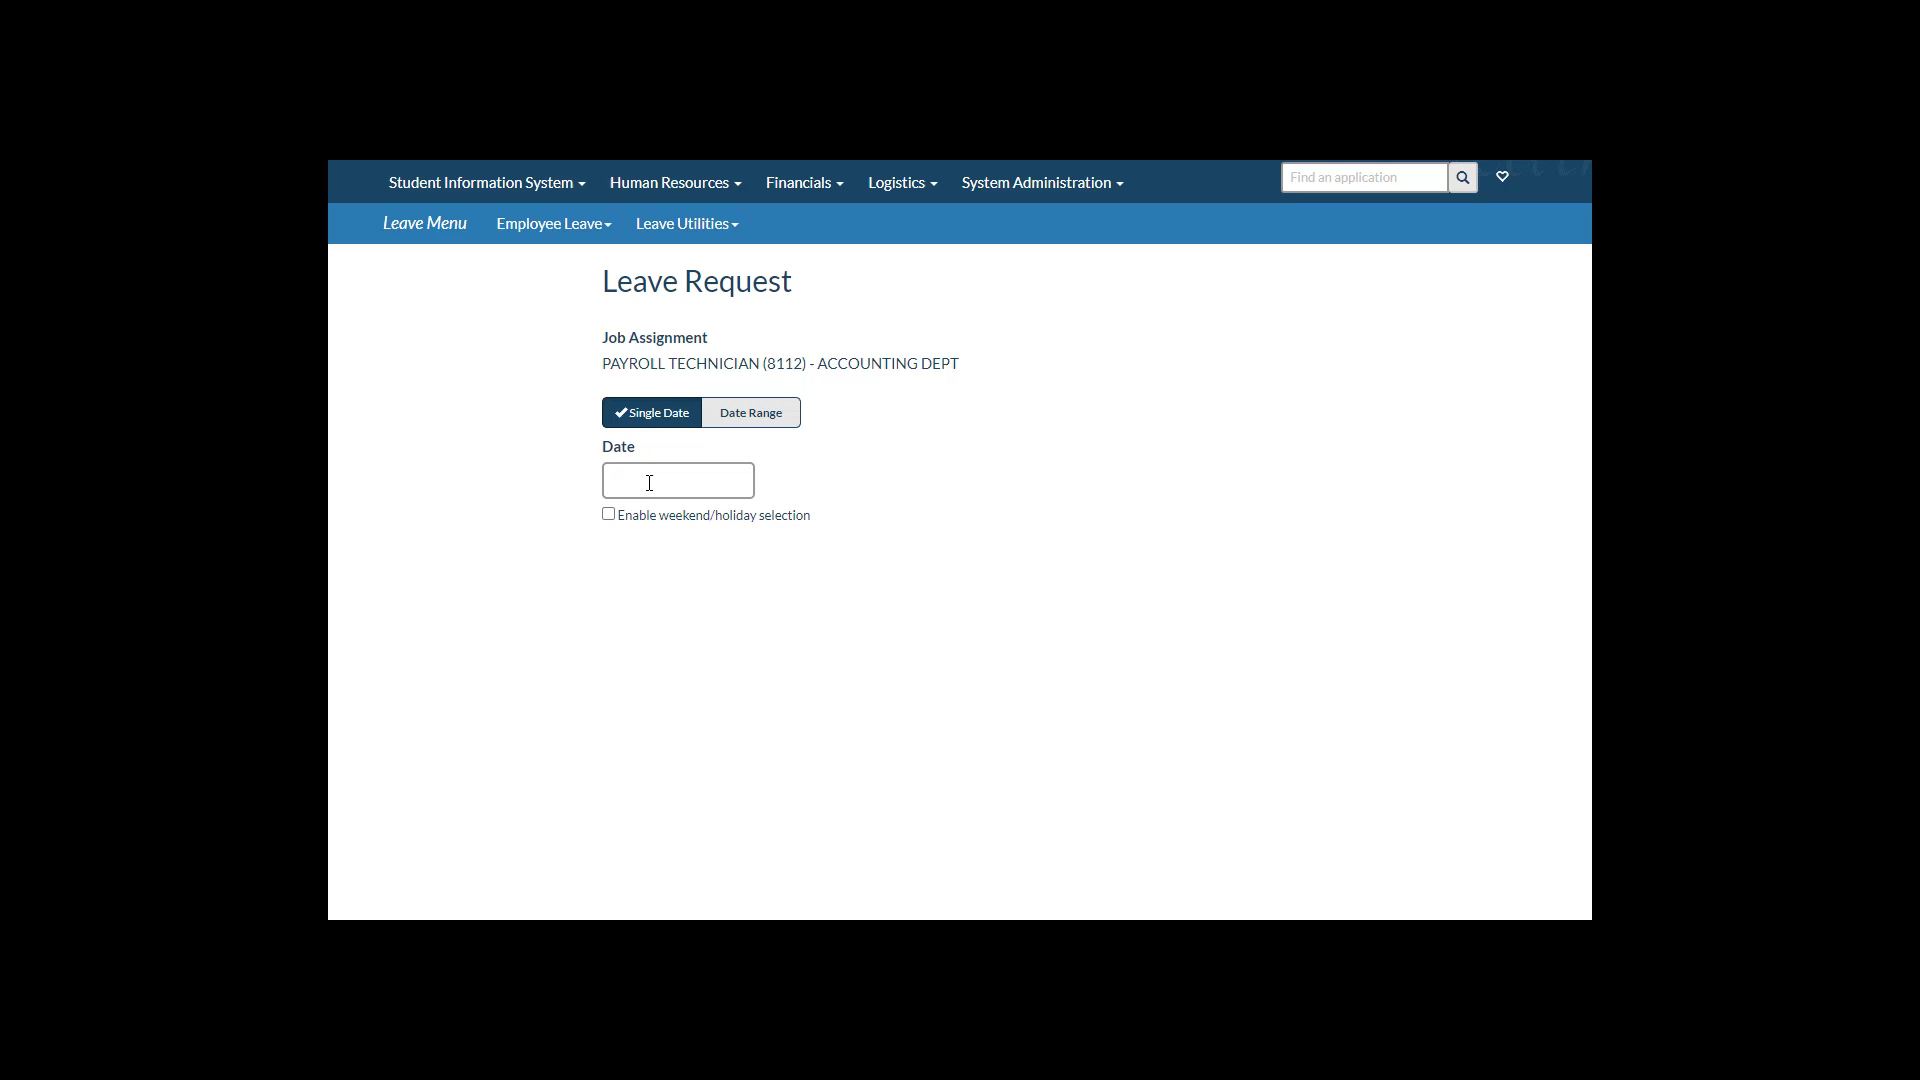 Student Information System Human Resources Financials Logistics System Administration Find an application
Leave Menu Employee Leave Leave Utilities
Leave Request
Job Assignment
PAYROLL TECHNICIAN (8112) - ACCOUNTING DEPT
Single Date Date Range
Date
Enable weekend/holiday selection